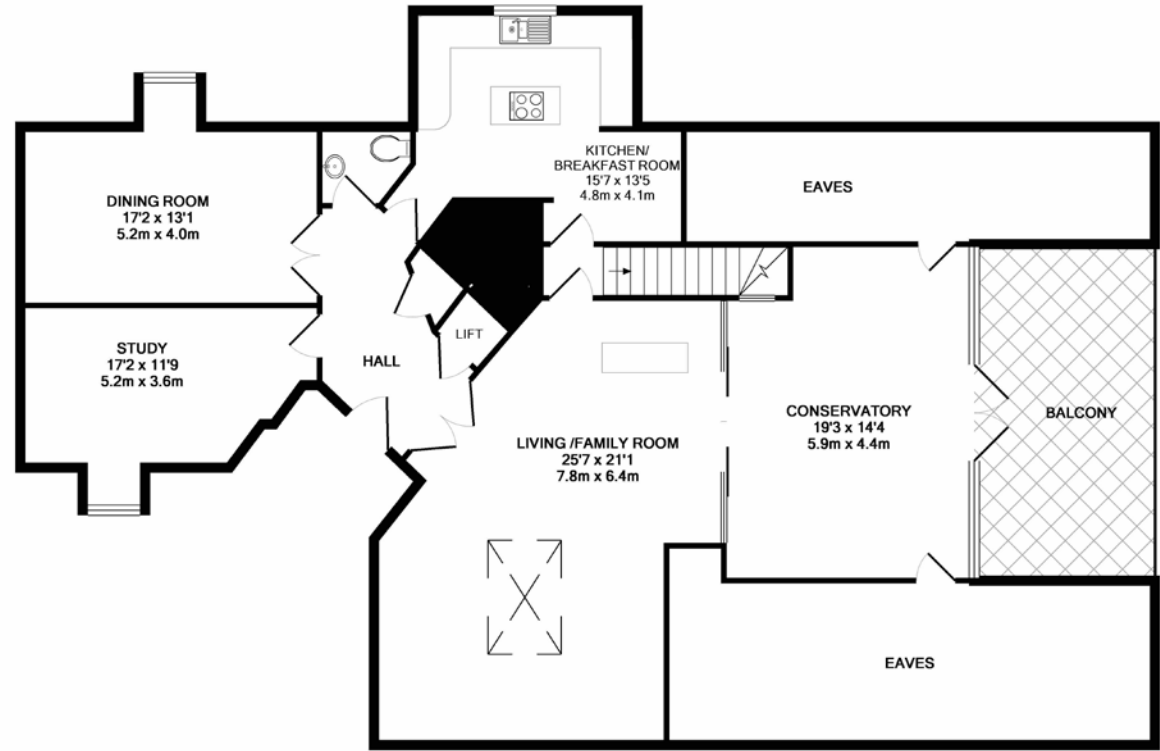 KITCHEN/
BREAKFAST ROOM
15'7 x 13'5
4.8m x 4.1m
EAVES
DINING ROOM
17'2 x 13'1
5.2m x 4.0m
STUDY
17'2 x 11'9
5.2m x 3.6m
HALL
LIFT
LIVING /FAMILY ROOM
25'7 x 21'1
7.8m x 6.4m
CONSERVATORY
19'3 x 14'4
5.9m x 4.4m
BALCONY
EAVES